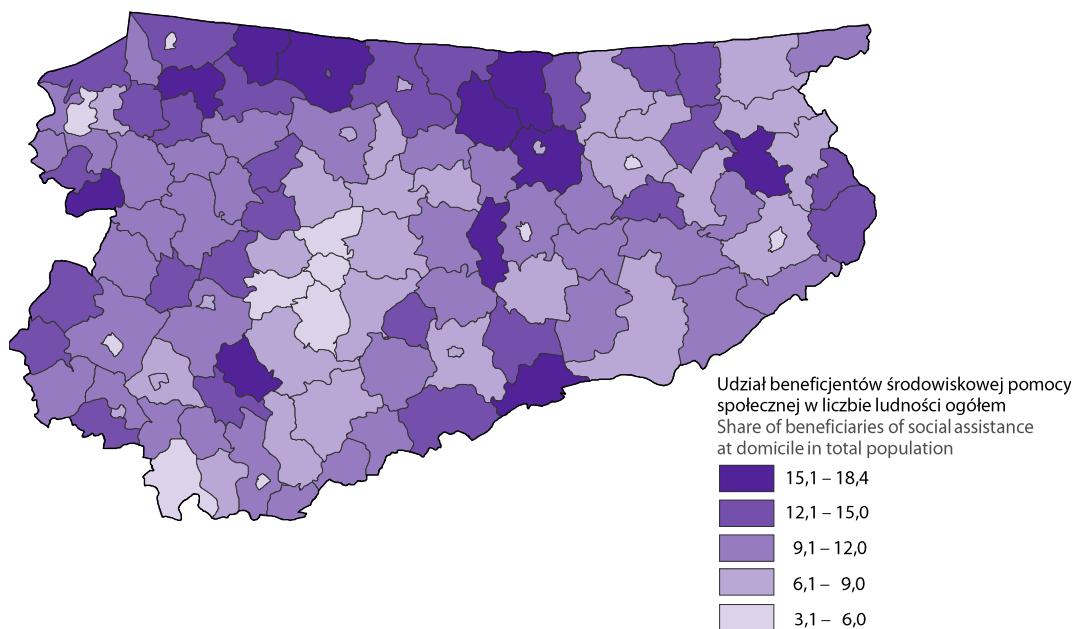 Udział beneficjentów środowiskowej pomocy
społecznej w liczbie ludności ogółem
Share of beneficiaries of social assistance
at domicile in total population
15,1 – 18,4
12,1 – 15,0
9,1 – 12,0
6,1 – 9,0
3,1 – 6,0